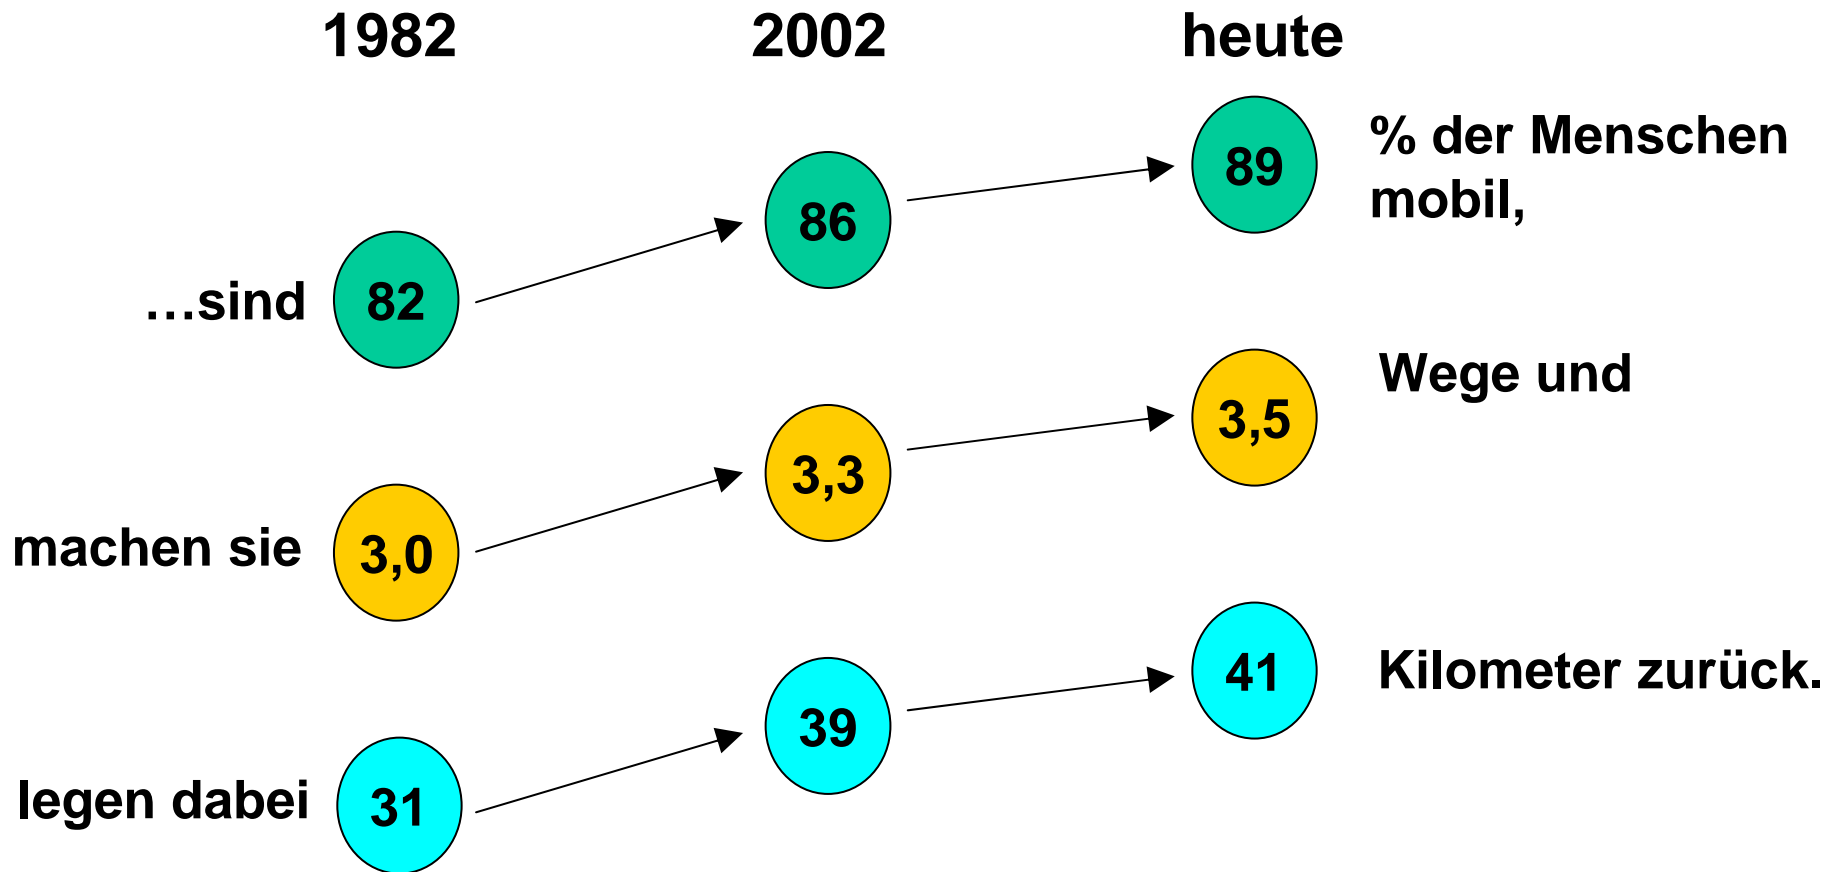 1982 2002 heute
…sind 82 86 89 % der Menschen
mobil,
machen sie 3,0 3,3 3,5 Wege und
legen dabei 31 39 41 Kilometer zurück.